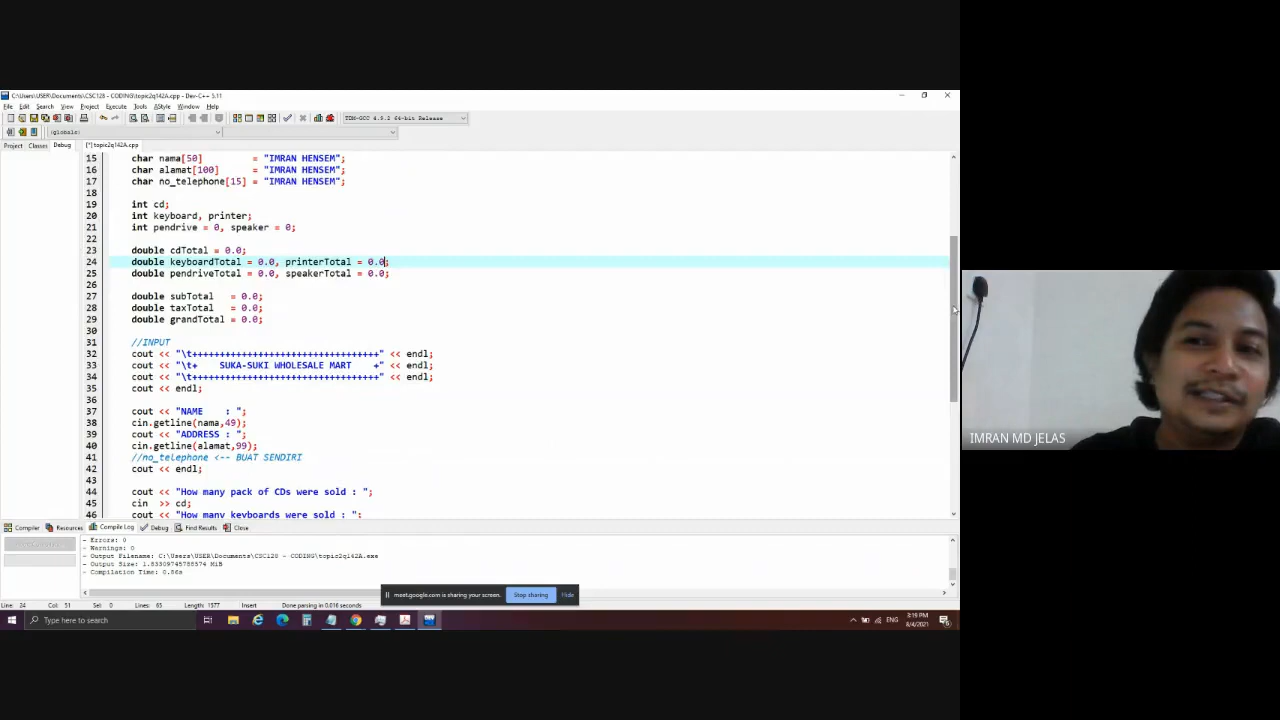 C:\Users\USER\Documents\CSC128 - CODING\topic2q142A.cpp - Dev-C++ 5.11
File Edit Search View Project Execute Tools AStyle Window Help
TDM-GCC 4.9.2 64-bit Release
(globals)
Project Classes Debug [*] topic2q142A.cpp
15 char nama[50] = "IMRAN HENSEM";
16 char alamat[100] = "IMRAN HENSEM";
17 char no_telephone[15] = "IMRAN HENSEM";
18
19 int cd;
20 int keyboard, printer;
21 int pendrive = 0, speaker = 0;
22
23 double cdTotal = 0.0;
24 double keyboardTotal = 0.0, printerTotal = 0.0;
25 double pendriveTotal = 0.0, speakerTotal = 0.0;
26
27 double subTotal = 0.0;
28 double taxTotal = 0.0;
29 double grandTotal = 0.0;
30
31 //INPUT
32 cout << "\t++++++++++++++++++++++++++++++++++" << endl;
33 cout << "\t+ SUKA-SUKI WHOLESALE MART +" << endl;
34 cout << "\t++++++++++++++++++++++++++++++++++" << endl;
35 cout << endl;
36
37 cout << "NAME : ";
38 cin.getline(nama,49);
39 cout << "ADDRESS : ";
40 cin.getline(alamat,99);
41 //no_telephone <-- BUAT SENDIRI
42 cout << endl;
43
44 cout << "How many pack of CDs were sold : ";
45 cin >> cd;
46 cout << "How many keyboards were sold : ";
IMRAN MD JELAS
Compiler Resources Compile Log Debug Find Results Close
- Errors: 0
- Warnings: 0
- Output Filename: C:\Users\USER\Documents\CSC128 - CODING\topic2q142A.exe
- Output Size: 1.83309745788574 MiB
- Compilation Time: 0.86s
meet.google.com is sharing your screen. Stop sharing Hide
Line: 24 Col: 51 Sel: 0 Lines: 65 Length: 1577 Insert Done parsing in 0.016 seconds
Type here to search
ENG
3:19 PM
8/4/2021